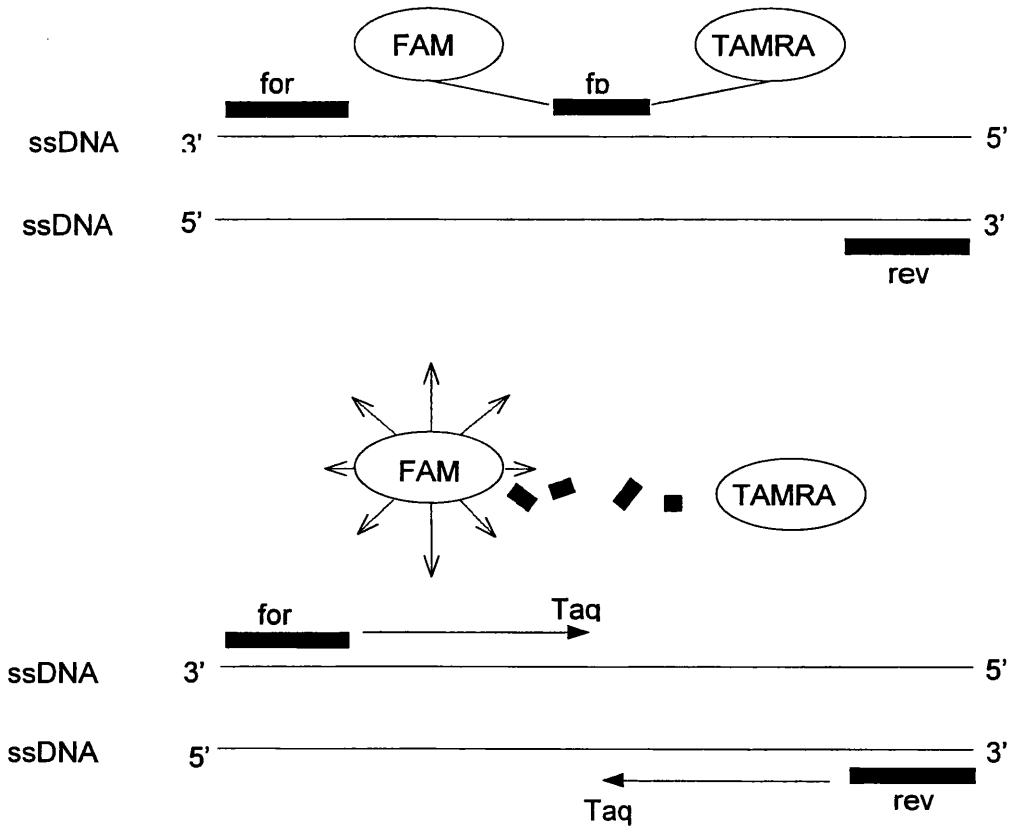 FAM TAMRA
for fp
ssDNA 3' 5'
ssDNA 5' 3'
rev
FAM TAMRA
for Taq
ssDNA 3' 5'
ssDNA 5' 3'
Taq rev